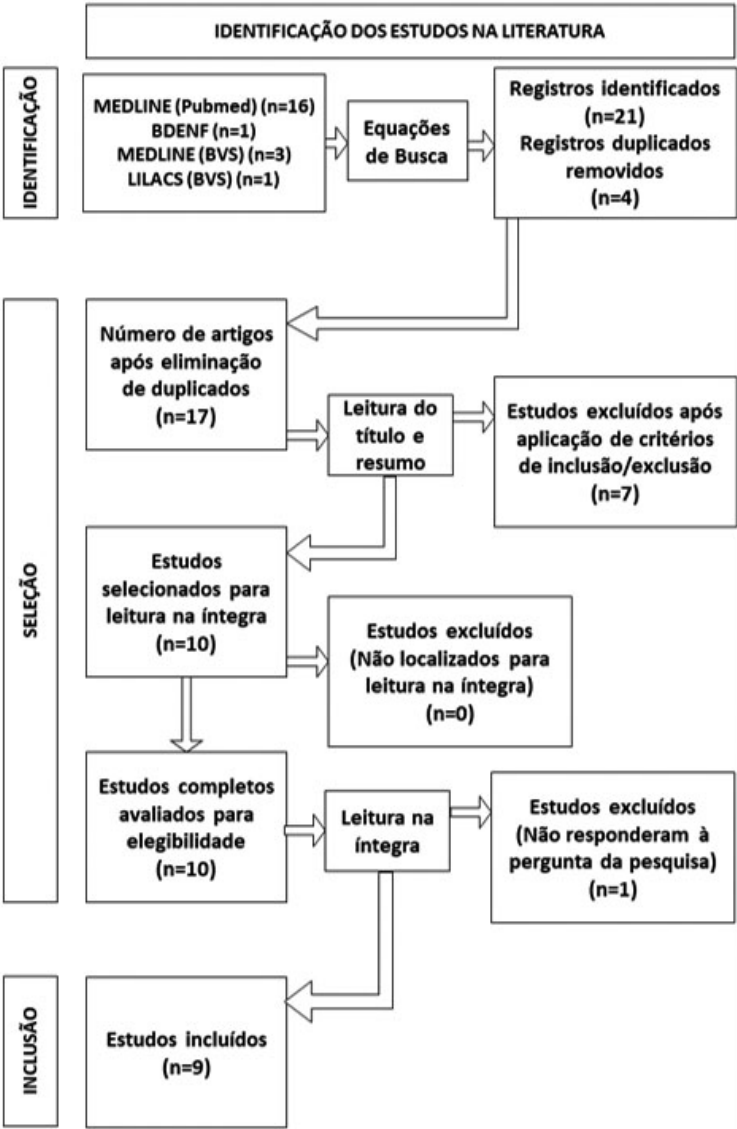 IDENTIFICAÇÃO DOS ESTUDOS NA LITERATURA
IDENTIFICAÇÃO
MEDLINE (Pubmed) (n=16)
BDENF (n=1)
MEDLINE (BVS) (n=3)
LILACS (BVS) (n=1)
Equações
de Busca
Registros identificados
(n=21)
Registros duplicados
removidos
(n=4)
SELEÇÃO
Número de artigos
após eliminação
de duplicados
(n=17)
Leitura do
título e
resumo
Estudos excluídos após
aplicação de critérios
de inclusão/exclusão
(n=7)
Estudos
selecionados para
leitura na íntegra
(n=10)
Estudos excluídos
(Não localizados para
leitura na íntegra)
(n=0)
Estudos completos
avaliados para
elegibilidade
(n=10)
Leitura na
íntegra
Estudos excluídos
(Não responderam à
pergunta da pesquisa)
(n=1)
INCLUSÃO
Estudos incluídos
(n=9)